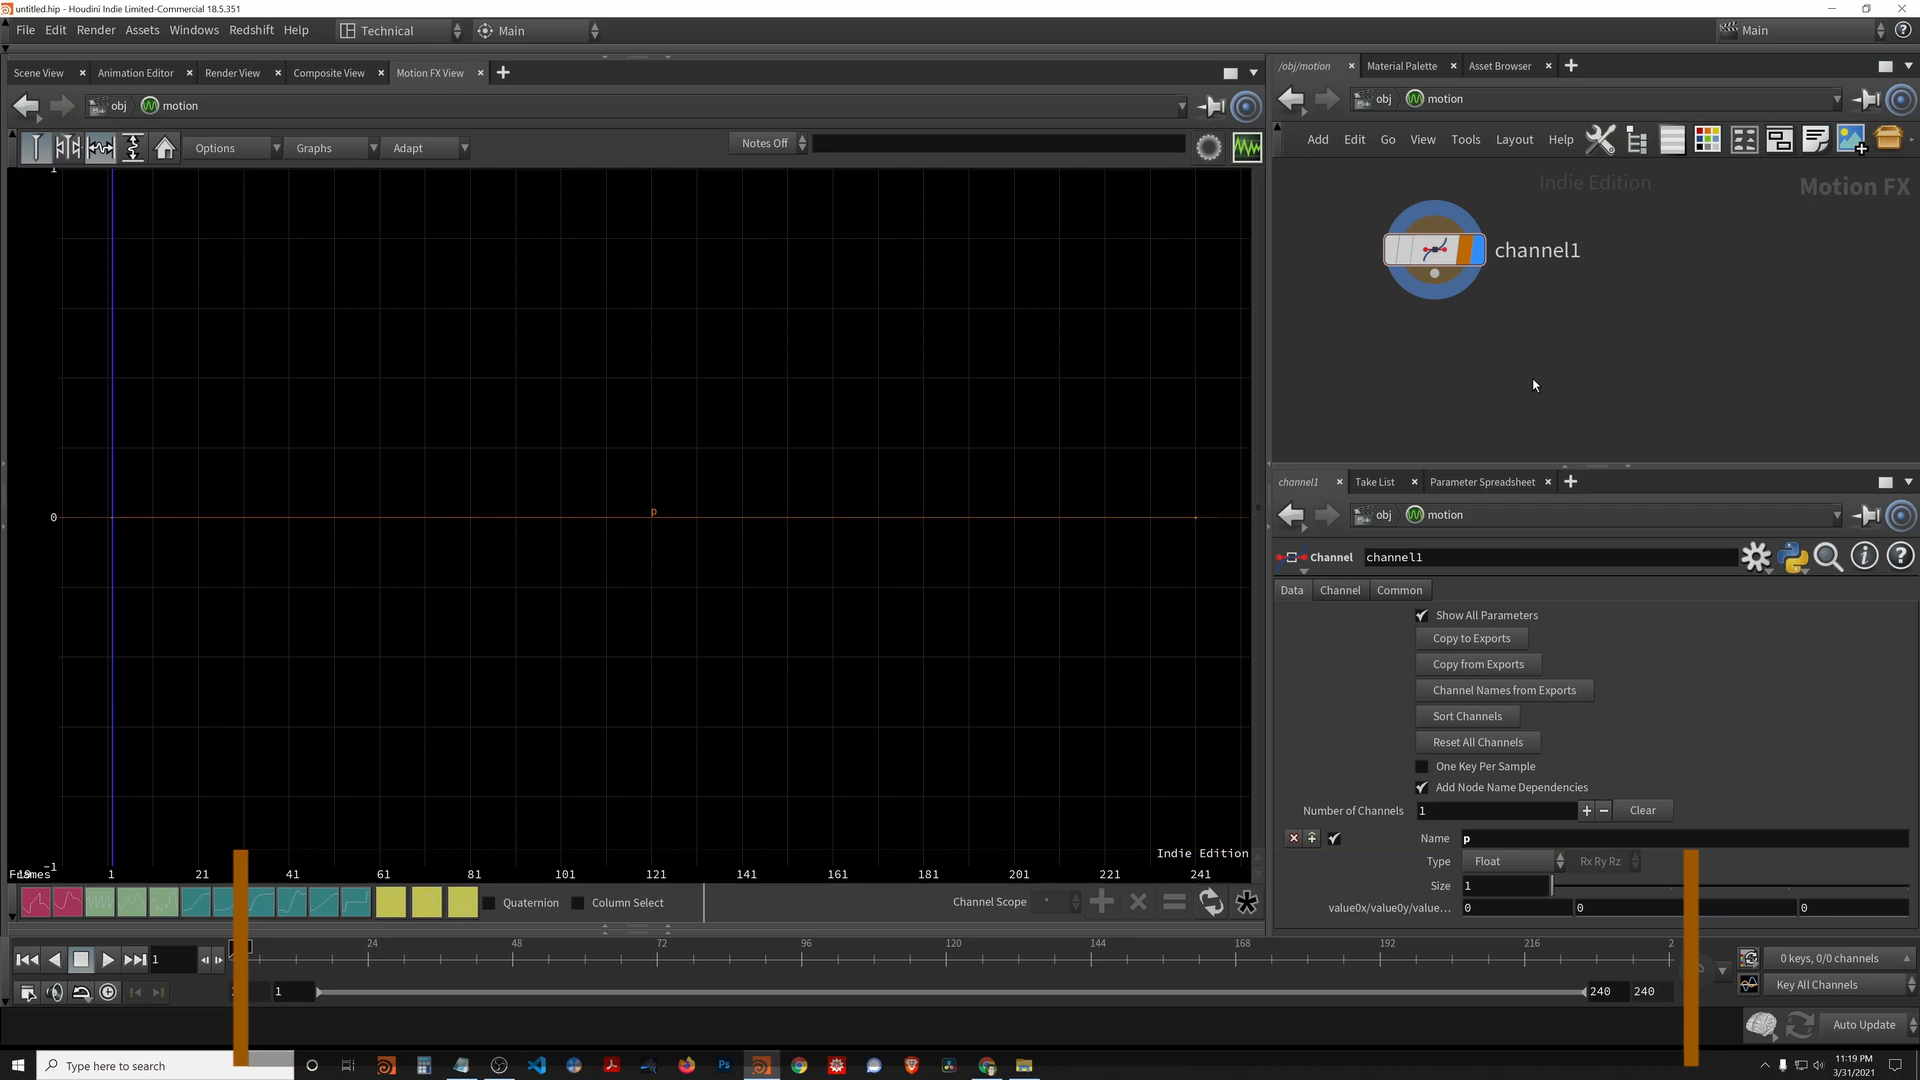 untitled.hip - Houdini Indie Limited-Commercial 18.5.351
File Edit Render Assets Windows Redshift Help Technical Main Main
Scene View Animation Editor Render View Composite View Motion FX View
/obj/motion Material Palette Asset Browser
obj motion
obj motion
Options Graphs Adapt Notes Off
Add Edit Go View Tools Layout Help
Indie Edition Motion FX
channel1
1
0
p
-1
Indie Edition
Frames 1 41 61 81 101 121 141 161 181 201 221 241
21
channel1 Take List Parameter Spreadsheet
obj motion
Channel channel1
Data Channel Common
Show All Parameters
Copy to Exports
Copy from Exports
Channel Names from Exports
Sort Channels
Reset All Channels
One Key Per Sample
Add Node Name Dependencies
Number of Channels 1 Clear
Name p
Type Float Rx Ry Rz
Size 1
value0x/value0y/value... 0 0 0
Quaternion Column Select Channel Scope *
1 24 48 72 96 120 144 168 192 216 2
0 keys, 0/0 channels
1 240 240
Key All Channels
Auto Update
Type here to search
Ps
11:19 PM
3/31/2021